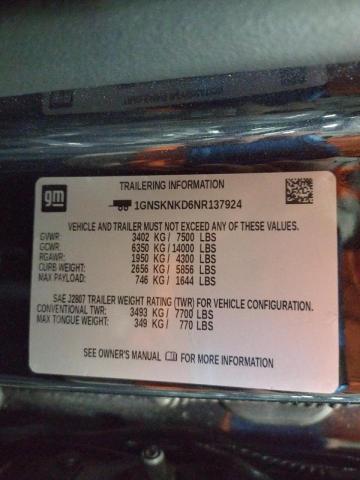 gm
TRAILERING INFORMATION
1GNSKNKD6NR137924
VEHICLE AND TRAILER MUST NOT EXCEED ANY OF THESE VALUES.
GVWR: 3402 KG/ 7500 LBS
GCWR: 6350 KG/ 14000 LBS
RGAWR: 1950 KG/ 4300 LBS
CURB WEIGHT: 2656 KG/ 5856 LBS
MAX PAYLOAD: 746 KG/ 1644 LBS
SAE J2807 TRAILER WEIGHT RATING (TWR) FOR VEHICLE CONFIGURATION.
CONVENTIONAL TWR: 3493 KG/ 7700 LBS
MAX TONGUE WEIGHT: 349 KG/ 770 LBS
SEE OWNER'S MANUAL FOR MORE INFORMATION